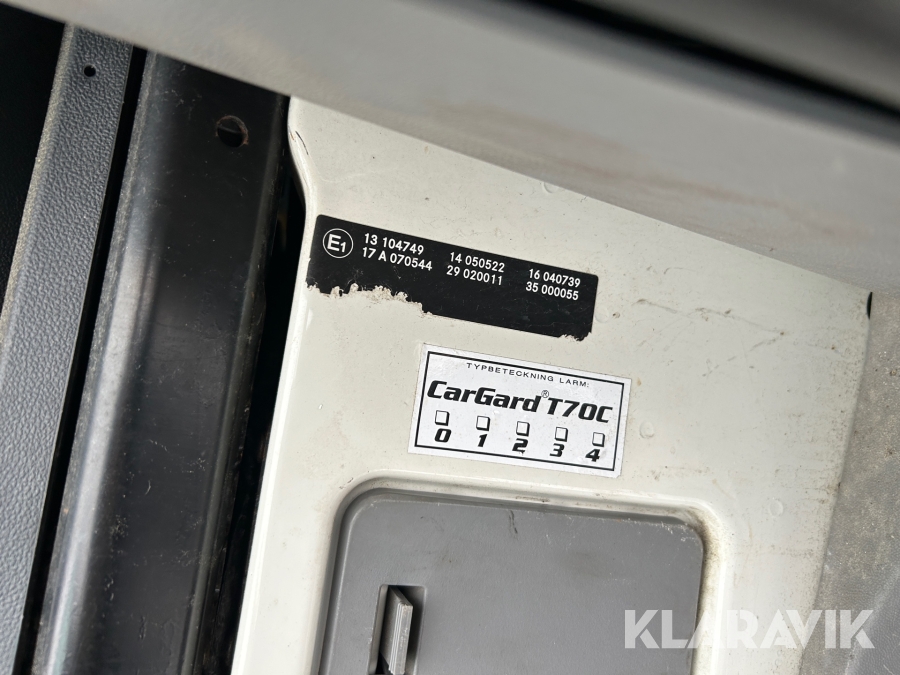 E1
13 104749 14 050522 16 040739
17 A 070544 29 020011 35 000055
TYPBETECKNING LARM:
CarGard® T70C
0 1 2 3 4
KLARAVIK